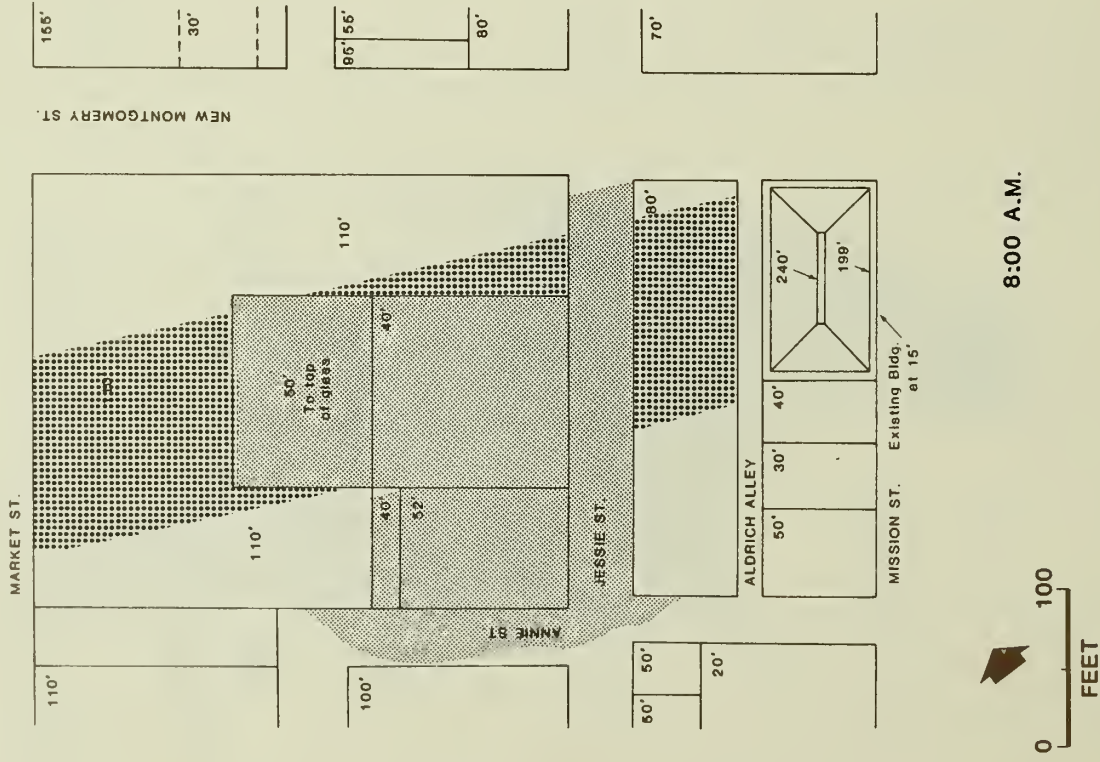 MARKET ST.
155'
30'
95'
55'
80'
NEW MONTGOMERY ST.
110'
50'
To top
of glass
40'
110'
40'
52'
110'
100'
JESSIE ST.
ANNIE ST.
80'
70'
50'
50'
20'
ALDRICH ALLEY
240'
199'
50'
30'
40'
Existing Bldg.
at 15'
MISSION ST.
8:00 A.M.
0
100
FEET